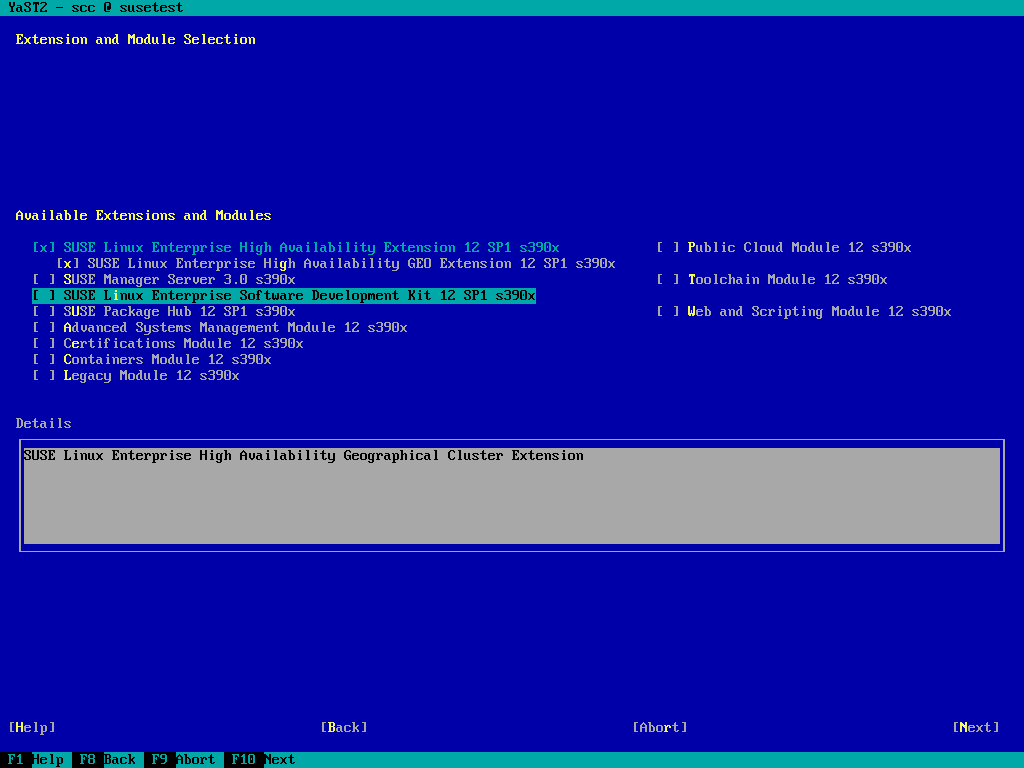 YaST2 - scc @ susetest
Extension and Module Selection
Available Extensions and Modules
[x] SUSE Linux Enterprise High Availability Extension 12 SP1 s390x [ ] Public Cloud Module 12 s390x
[x] SUSE Linux Enterprise High Availability GEO Extension 12 SP1 s390x
[ ] SUSE Manager Server 3.0 s390x [ ] Toolchain Module 12 s390x
[ ] SUSE Linux Enterprise Software Development Kit 12 SP1 s390x
[ ] SUSE Package Hub 12 SP1 s390x [ ] Web and Scripting Module 12 s390x
[ ] Advanced Systems Management Module 12 s390x
[ ] Certifications Module 12 s390x
[ ] Containers Module 12 s390x
[ ] Legacy Module 12 s390x
Details
SUSE Linux Enterprise High Availability Geographical Cluster Extension
[Help] [Back] [Abort] [Next]
F1 Help F8 Back F9 Abort F10 Next